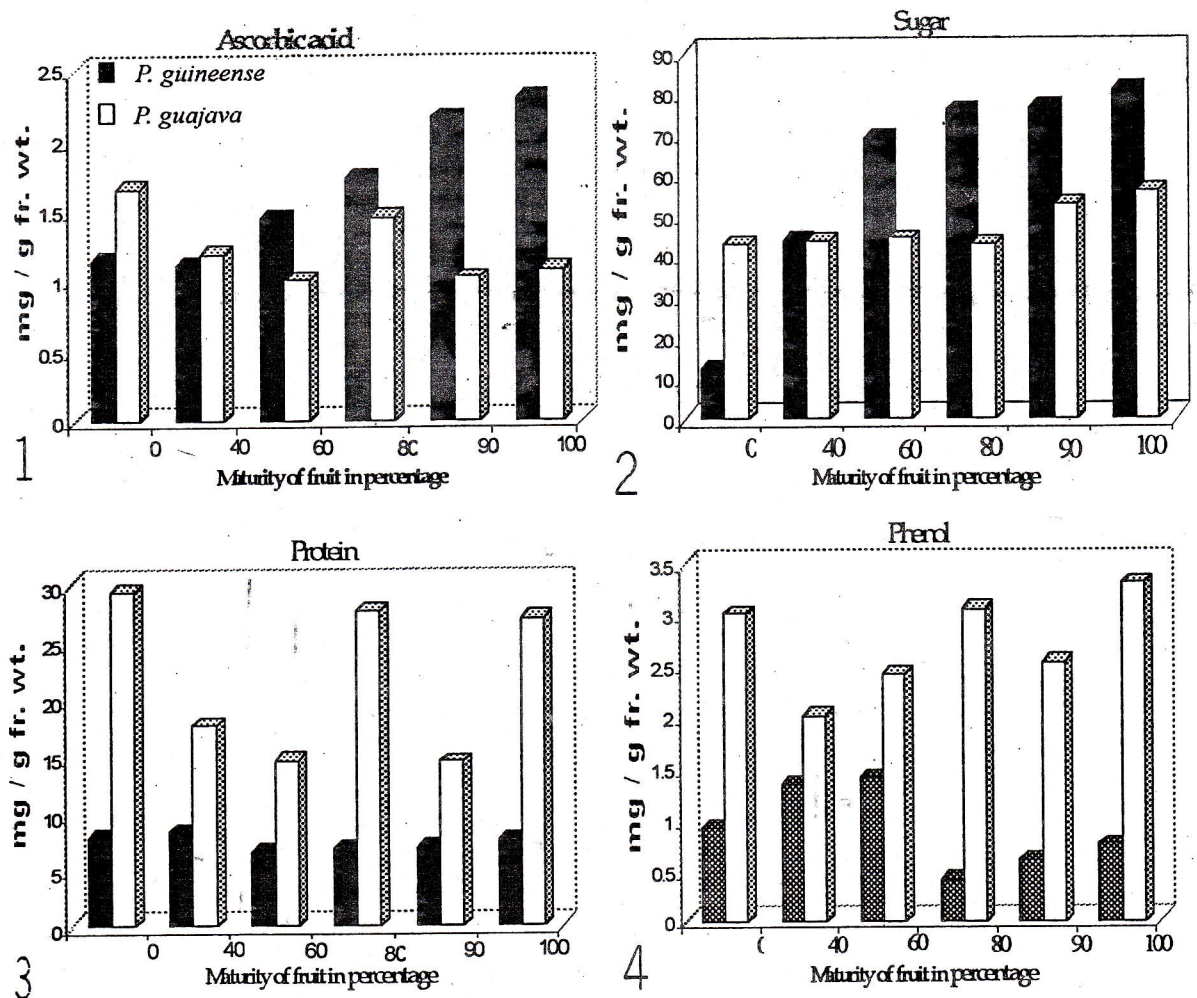 Ascorbic acid
P. guineense
P. guajava
2.5
2
1.5
1
0.5
0
mg / g fr. wt.
0 40 60 80 90 100
Maturity of fruit in percentage
1
Sugar
90
80
70
60
50
40
30
20
10
0
mg / g fr. wt.
0 40 60 80 90 100
Maturity of fruit in percentage
2
Protein
30
25
20
15
10
5
0
mg / g fr. wt.
0 40 60 80 90 100
Maturity of fruit in percentage
3
Phenol
3.5
3
2.5
2
1.5
1
0.5
0
mg / g fr. wt.
0 40 60 80 90 100
Maturity of fruit in percentage
4